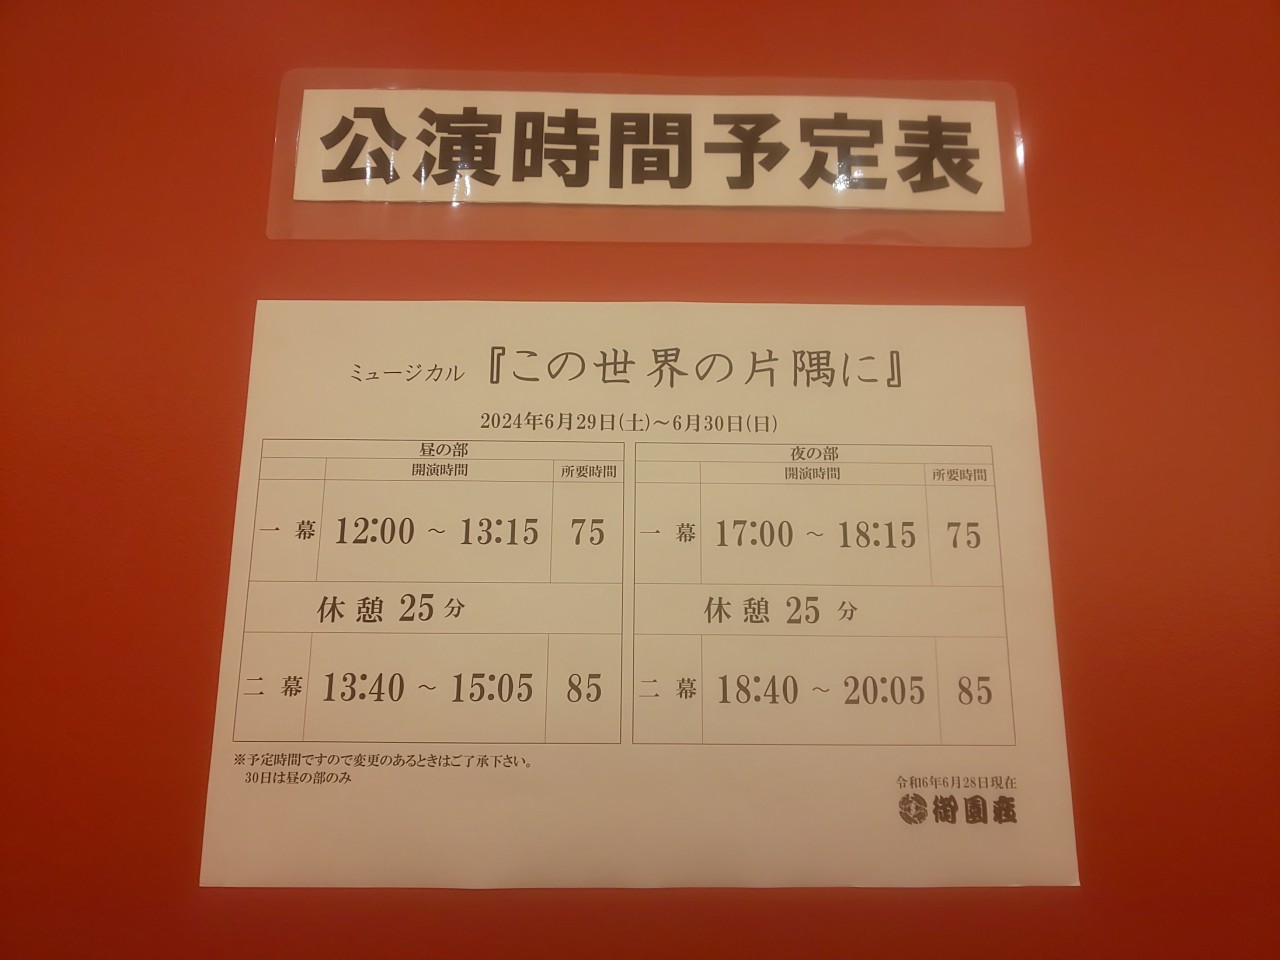 公演時間予定表
ミュージカル 『この世界の片隅に』
2024年6月29日(土)～6月30日(日)
昼の部
開演時間 所要時間
一 幕 12:00 ～ 13:15 75
休 憩 25 分
二 幕 13:40 ～ 15:05 85
夜の部
開演時間 所要時間
一 幕 17:00 ～ 18:15 75
休 憩 25 分
二 幕 18:40 ～ 20:05 85
※予定時間ですので変更のあるときはご了承下さい。
30日は昼の部のみ
令和6年6月28日現在
御園座